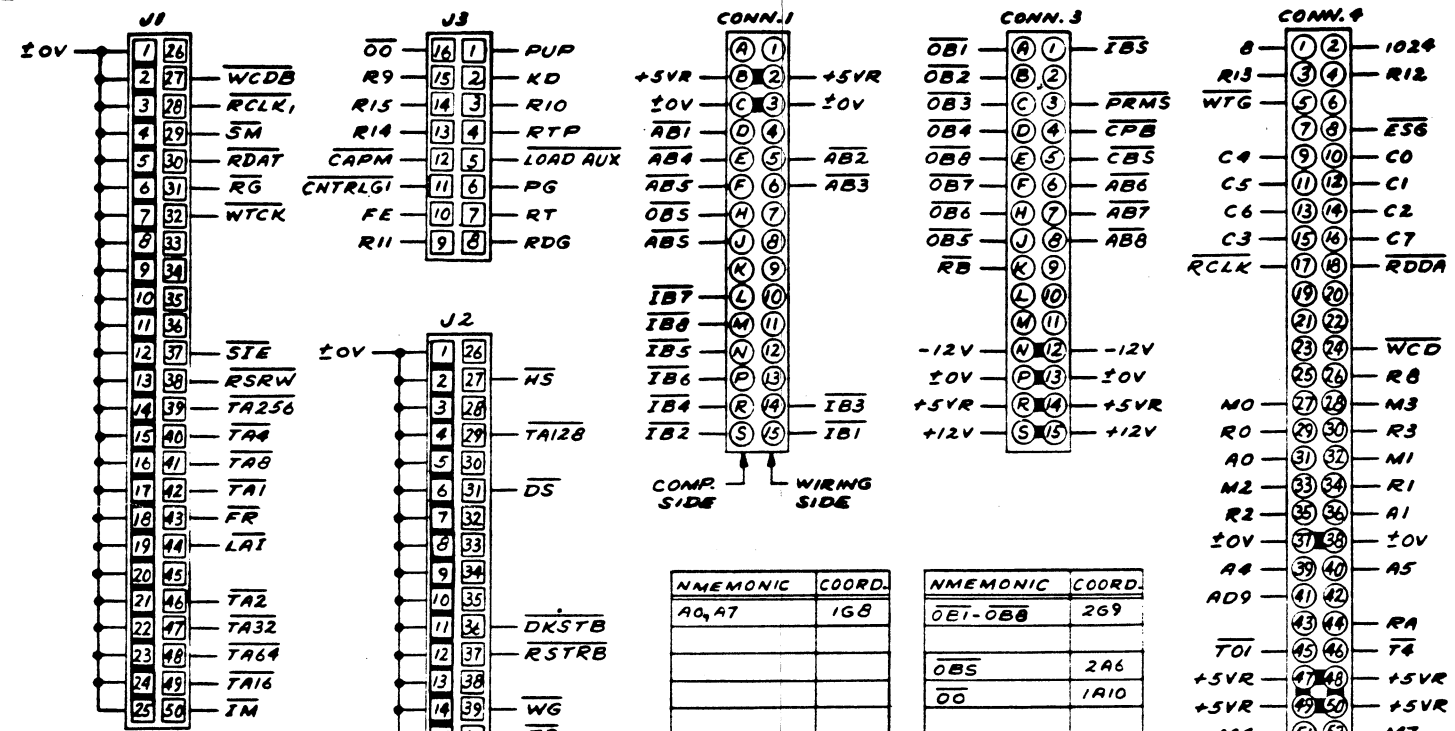 J1
±0V 1 26
2 27 WCDB
3 28 RCLK1
4 29 SM
5 30 RDAT
6 31 RG
7 32 WTCK
8 33
9 34
10 35
11 36
12 37 STE
13 38 RSRW
14 39 TA256
15 40 TA4
16 41 TA8
17 42 TA1
18 43 FR
19 44 LAI
20 45
21 46 TA2
22 47 TA32
23 48 TA64
24 49 TA16
25 50 IM
J3
OO 16 1 PUP
R9 15 2 KD
R15 14 3 R10
R14 13 4 RTP
CAPM 12 5 LOAD AUX
CNTRLG1 11 6 PG
FE 10 7 RT
R11 9 8 RDG
J2
±0V 1 26
2 27 HS
3 28
4 29 TA128
5 30
6 31 DS
7 32
8 33
9 34
10 35
11 36 DKSTB
12 37 RSTRB
13 38
14 39 WG
CONN.1
A 1
+5VR B 2 +5VR
±0V C 3 ±0V
AB1 D 4
AB4 E 5 AB2
AB5 F 6 AB3
OBS H 7
ABS J 8
K 9
IB7 L 10
IB8 M 11
IB5 N 12
IB6 P 13
IB4 R 14 IB3
IB2 S 15 IB1
COMP. SIDE
WIRING SIDE
CONN. 3
OB1 A 1 IBS
OB2 B 2
OB3 C 3 PRMS
OB4 D 4 CPB
OB8 E 5 CBS
OB7 F 6 AB6
OB6 H 7 AB7
OB5 J 8 AB8
RB K 9
L 10
M 11
-12V N 12 -12V
±0V P 13 ±0V
+5VR R 14 +5VR
+12V S 15 +12V
NMEMONIC COORD.
A0,A7 1G8
NMEMONIC COORD.
OE1-OB8 2G9
OBS 2A6
OO 1A10
CONN. 4
8 1 2 1024
R13 3 4 R12
WTG 5 6
7 8 ESG
C4 9 10 C0
C5 11 12 C1
C6 13 14 C2
C3 15 16 C7
RCLK 17 18 RDDA
19 20
21 22
23 24 WCD
25 26 R8
M0 27 28 M3
R0 29 30 R3
A0 31 32 M1
M2 33 34 R1
R2 35 36 A1
±0V 37 38 ±0V
A4 39 40 A5
AD9 41 42
43 44 RA
TO1 45 46 T4
+5VR 47 48 +5VR
+5VR 49 50 +5VR